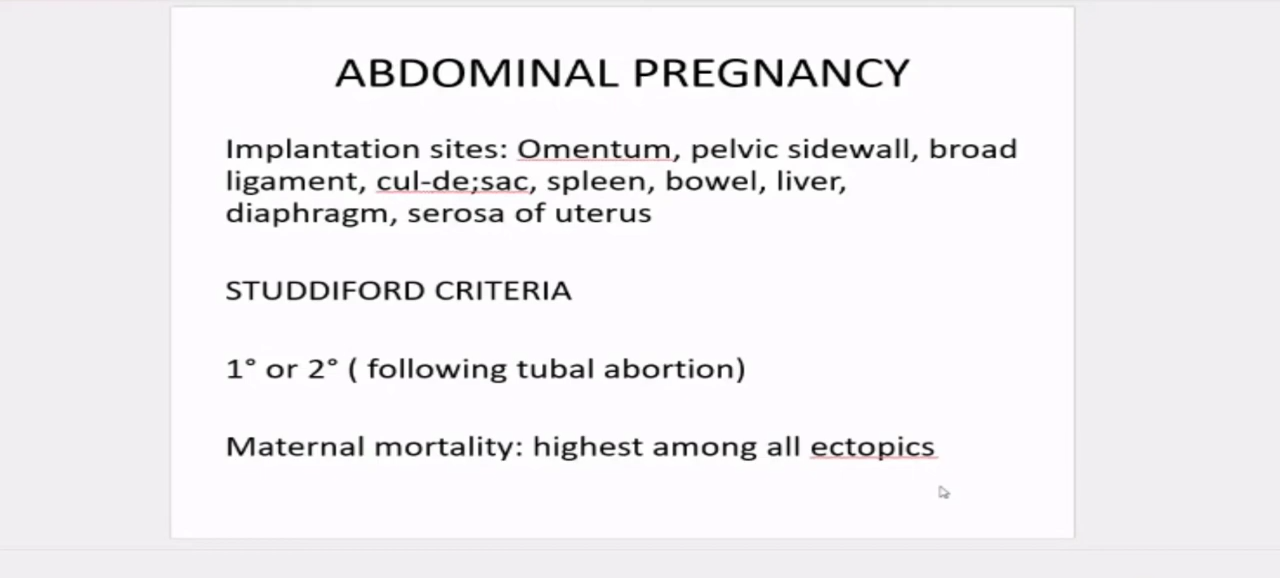 ABDOMINAL PREGNANCY
Implantation sites: Omentum, pelvic sidewall, broad
ligament, cul-de;sac, spleen, bowel, liver,
diaphragm, serosa of uterus
STUDDIFORD CRITERIA
1° or 2° ( following tubal abortion)
Maternal mortality: highest among all ectopics